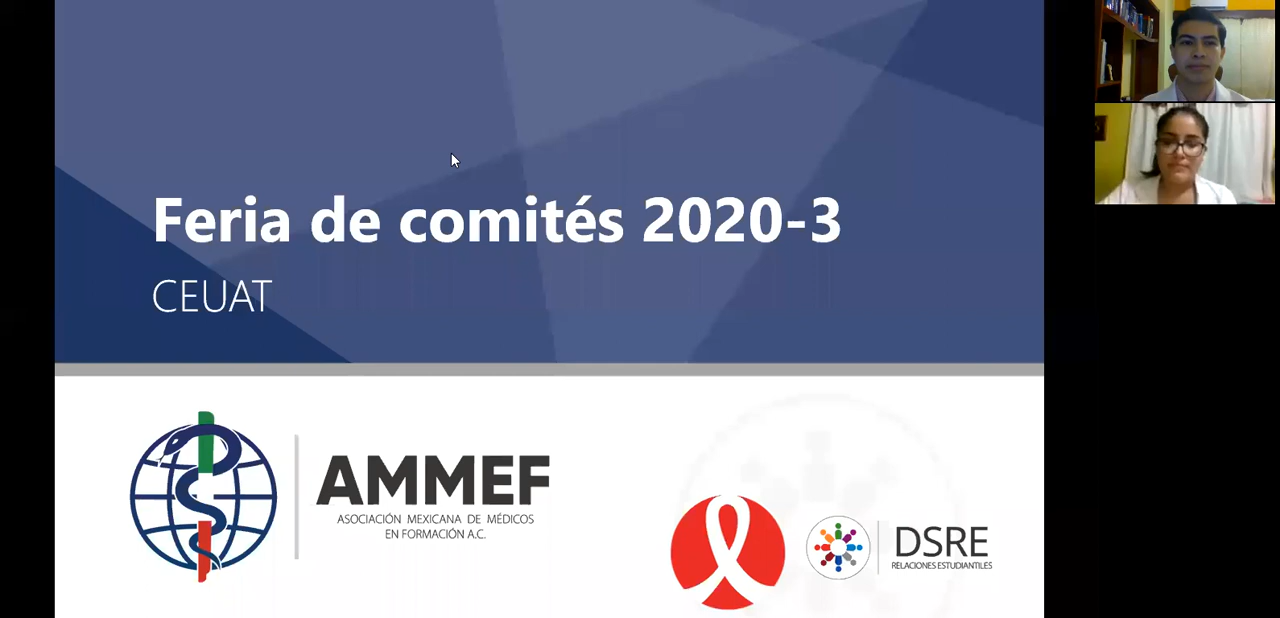 Feria de comités 2020-3
CEUAT
AMMEF
ASOCIACIÓN MEXICANA DE MÉDICOS
EN FORMACIÓN A.C.
DSRE
RELACIONES ESTUDIANTILES